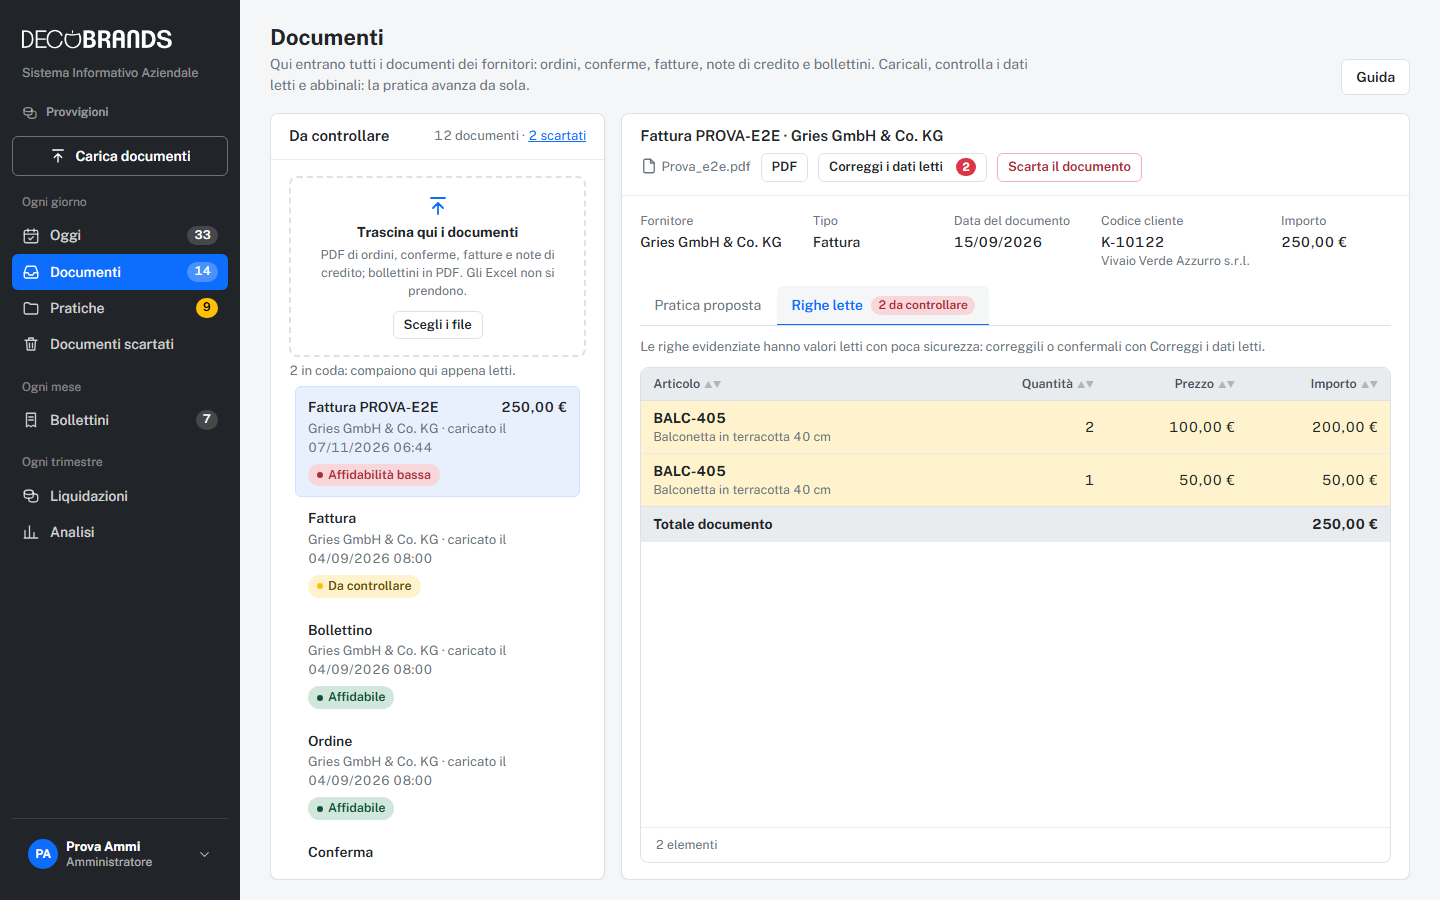 DECOBRANDS
Sistema Informativo Aziendale
Provvigioni
Carica documenti
Ogni giorno
Oggi 33
Documenti 14
Pratiche 9
Documenti scartati
Ogni mese
Bollettini 7
Ogni trimestre
Liquidazioni
Analisi
PA Prova Ammi
Amministratore
Documenti
Qui entrano tutti i documenti dei fornitori: ordini, conferme, fatture, note di credito e bollettini. Caricali, controlla i dati
letti e abbinali: la pratica avanza da sola.
Guida
Da controllare 12 documenti · 2 scartati
Trascina qui i documenti
PDF di ordini, conferme, fatture e note di
credito; bollettini in PDF. Gli Excel non si
prendono.
Scegli i file
2 in coda: compaiono qui appena letti.
Fattura PROVA-E2E 250,00 €
Gries GmbH & Co. KG · caricato il
07/11/2026 06:44
Affidabilità bassa
Fattura
Gries GmbH & Co. KG · caricato il
04/09/2026 08:00
Da controllare
Bollettino
Gries GmbH & Co. KG · caricato il
04/09/2026 08:00
Affidabile
Ordine
Gries GmbH & Co. KG · caricato il
04/09/2026 08:00
Affidabile
Conferma
Fattura PROVA-E2E · Gries GmbH & Co. KG
Prova_e2e.pdf PDF Correggi i dati letti 2 Scarta il documento
Fornitore Tipo Data del documento Codice cliente Importo
Gries GmbH & Co. KG Fattura 15/09/2026 K-10122 250,00 €
Vivaio Verde Azzurro s.r.l.
Pratica proposta Righe lette 2 da controllare
Le righe evidenziate hanno valori letti con poca sicurezza: correggili o confermali con Correggi i dati letti.
Articolo Quantità Prezzo Importo
BALC-405 2 100,00 € 200,00 €
Balconetta in terracotta 40 cm
BALC-405 1 50,00 € 50,00 €
Balconetta in terracotta 40 cm
Totale documento 250,00 €
2 elementi